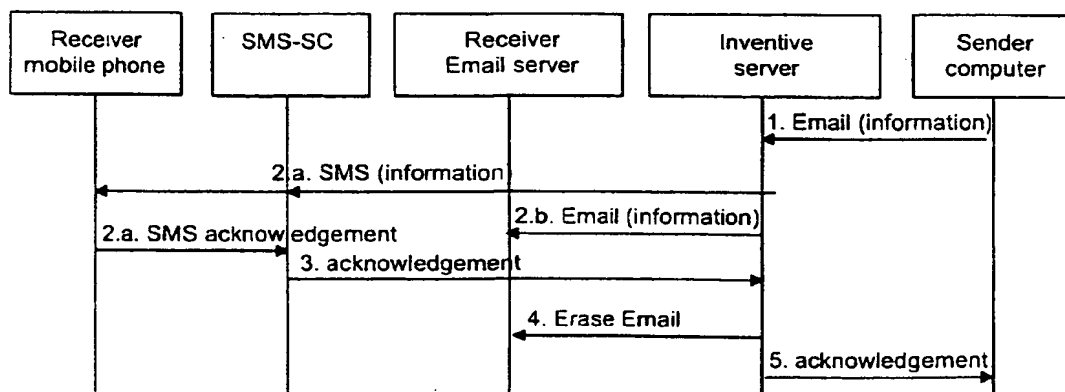 Receiver
mobile phone
SMS-SC
Receiver
Email server
Inventive
server
Sender
computer
1. Email (information)
2.a. SMS (information)
2.b. Email (information)
2.a. SMS acknowledgement
3. acknowledgement
4. Erase Email
5. acknowledgement